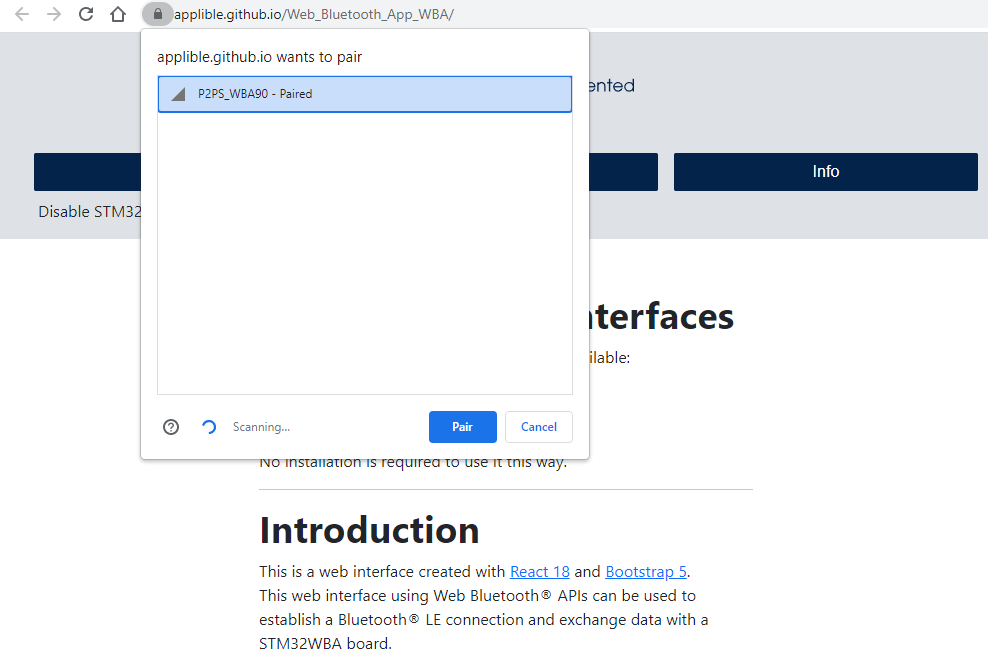 applible.github.io/Web_Bluetooth_App_WBA/
applible.github.io wants to pair
P2PS_WBA90 - Paired
ented
Info
Disable STM32
nterfaces
ilable:
Scanning...
Pair
Cancel
No installation is required to use it this way.
Introduction
This is a web interface created with React 18 and Bootstrap 5.
This web interface using Web Bluetooth® APIs can be used to
establish a Bluetooth® LE connection and exchange data with a
STM32WBA board.